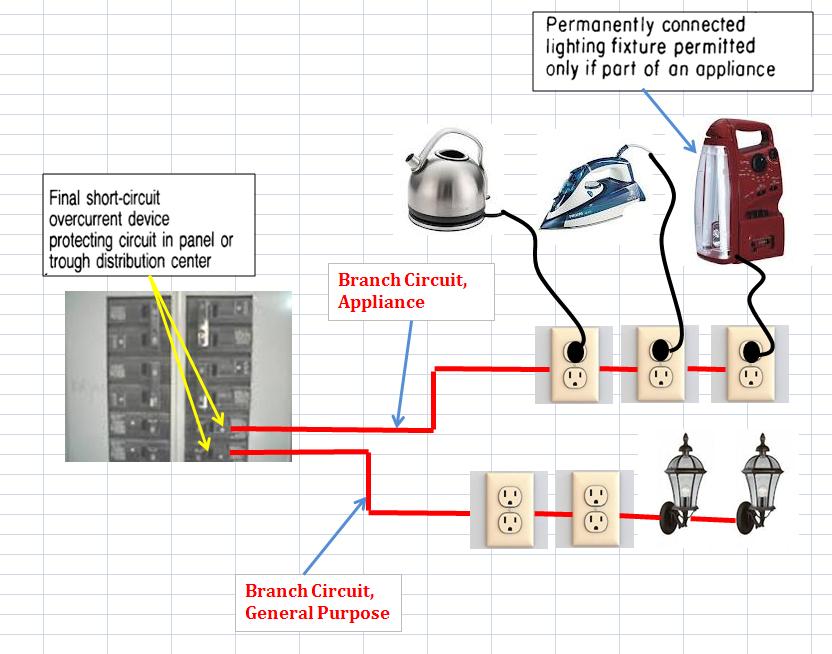 Permanently connected
lighting fixture permitted
only if part of an appliance
Final short-circuit
overcurrent device
protecting circuit in panel or
trough distribution center
Branch Circuit,
Appliance
Branch Circuit,
General Purpose